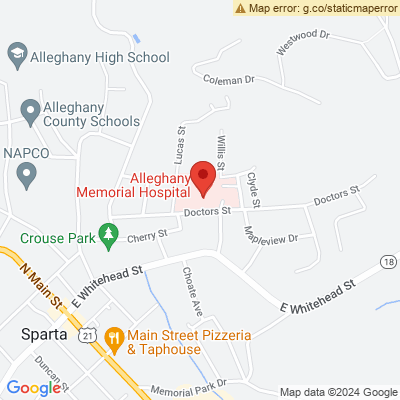 Map error: g.co/staticmaperror
Westwood Dr
Alleghany High School
Coleman Dr
Alleghany
County Schools
Lucas St
Willis St
NAPCO
Alleghany
Memorial Hospital
Clyde St
Doctors St
Doctors St
Crouse Park
Cherry St
Mapleview Dr
N Main St
E Whitehead St
18
Choate Ave
E Whitehead St
Sparta
21
Main Street Pizzeria
& Taphouse
Duncan St
Memorial Park Dr
Google
Map data ©2024 Google